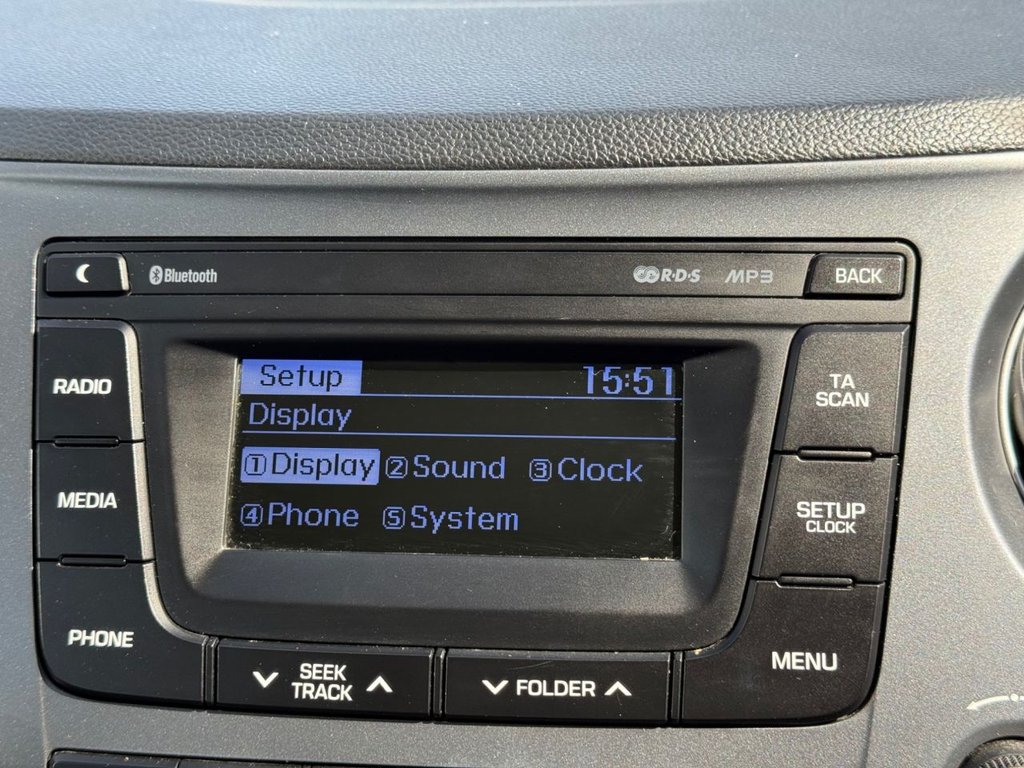 Bluetooth R·D·S MP3 BACK
RADIO
MEDIA
PHONE
Setup 15:51
Display
①Display ②Sound ③Clock
④Phone ⑤System
TA
SCAN
SETUP
CLOCK
MENU
SEEK
TRACK
FOLDER